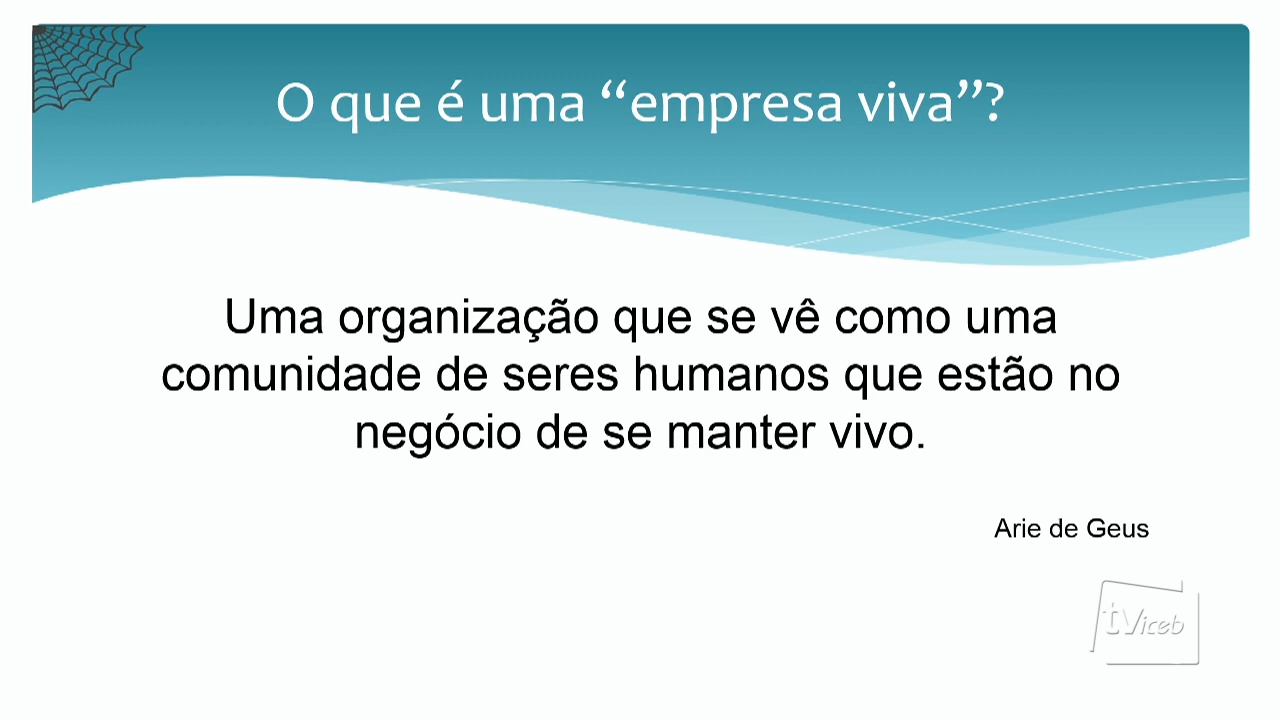 O que é uma “empresa viva”?
Uma organização que se vê como uma
comunidade de seres humanos que estão no
negócio de se manter vivo.
Arie de Geus
tviceb